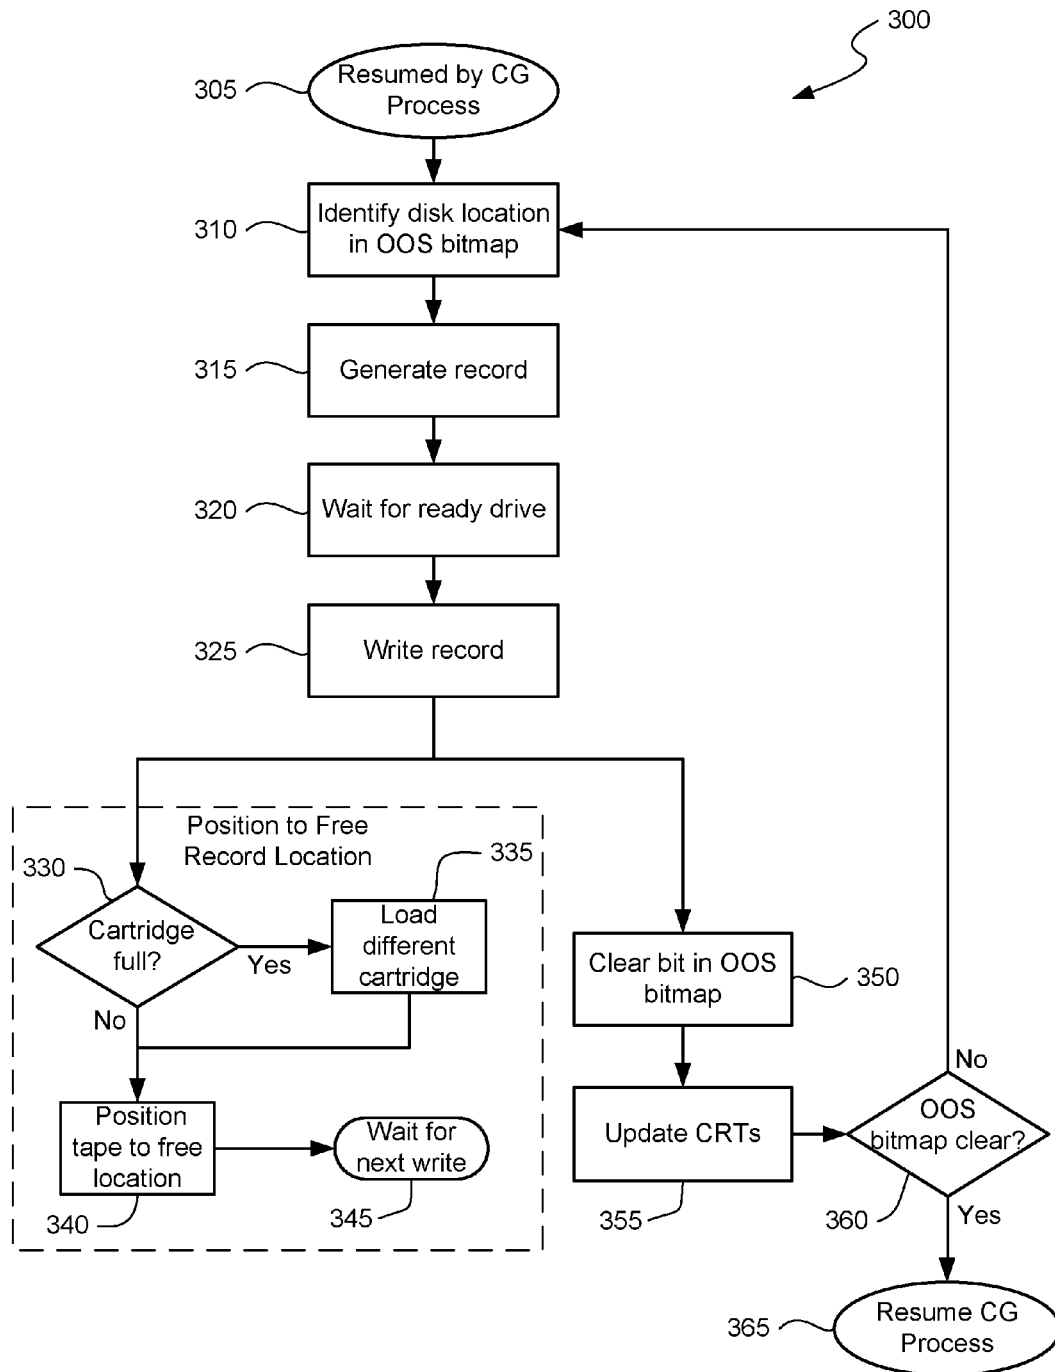 300
305
Resumed by CG
Process
310
Identify disk location
in OOS bitmap
315
Generate record
320
Wait for ready drive
325
Write record
Position to Free
Record Location
330
335
Cartridge
full?
Yes
No
Load
different
cartridge
Position
tape to free
location
340
Wait for
next write
345
Clear bit in OOS
bitmap
350
Update CRTs
355
No
OOS
bitmap clear?
360
Yes
365
Resume CG
Process